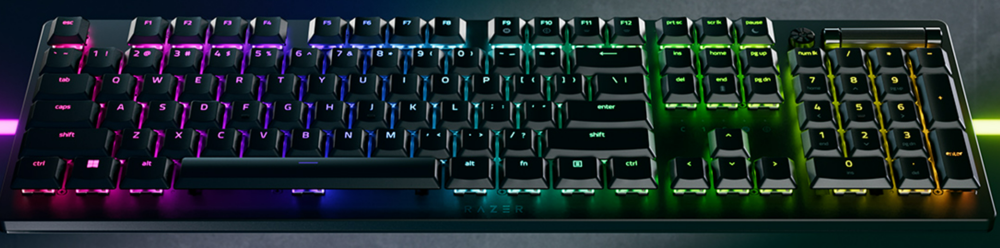 esc F1 F2 F3 F4 F5 F6 F7 F8 F9 F10 F11 F12 prt sc scr lk pause
` ~ 1 ! 2 @ 3 # 4 $ 5 % 6 ^ 7 & 8 * 9 ( 0 ) - _ = + ← ins home pg up num lk / * -
tab Q W E R T Y U I O P [ { ] } \ | del end pg dn 7 home 8 ^ 9 pg up +
caps A S D F G H J K L ; : ' " enter 4 < 5 6 >
shift Z X C V B N M , < . > / ? shift ^ 1 end 2 3 pg dn enter
ctrl alt alt fn ctrl < >  0 ins . del
RAZER